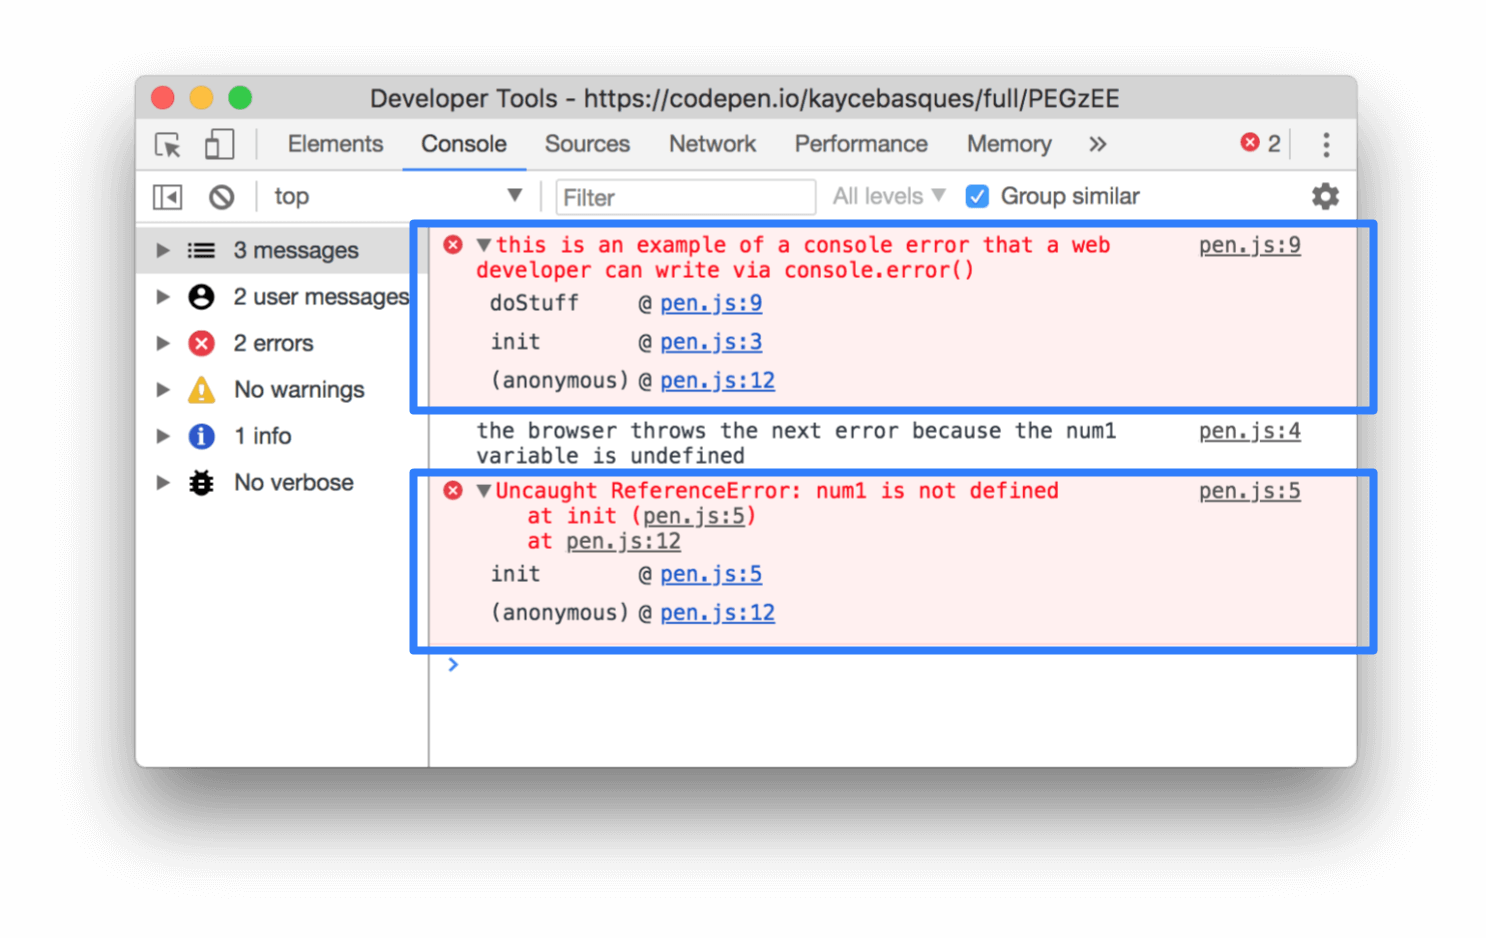 Developer Tools - https://codepen.io/kaycebasques/full/PEGzEE
Elements Console Sources Network Performance Memory » 2
top Filter All levels Group similar
3 messages
2 user messages
2 errors
No warnings
1 info
No verbose
this is an example of a console error that a web pen.js:9
developer can write via console.error()
doStuff @ pen.js:9
init @ pen.js:3
(anonymous) @ pen.js:12
the browser throws the next error because the num1 pen.js:4
variable is undefined
Uncaught ReferenceError: num1 is not defined pen.js:5
at init (pen.js:5)
at pen.js:12
init @ pen.js:5
(anonymous) @ pen.js:12